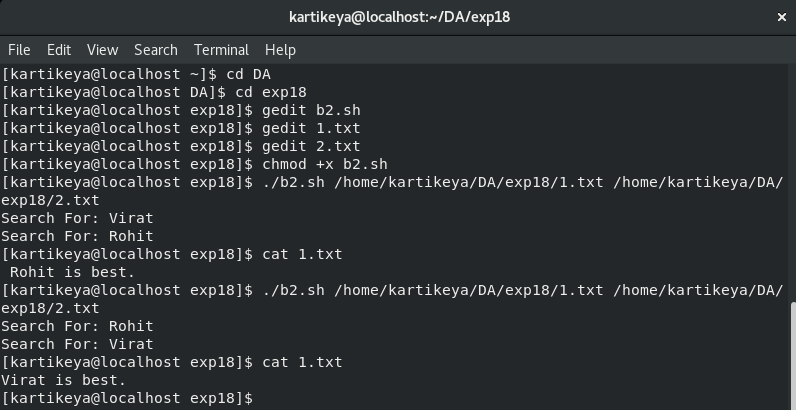 kartikeya@localhost:~/DA/exp18 ×
File Edit View Search Terminal Help
[kartikeya@localhost ~]$ cd DA
[kartikeya@localhost DA]$ cd exp18
[kartikeya@localhost exp18]$ gedit b2.sh
[kartikeya@localhost exp18]$ gedit 1.txt
[kartikeya@localhost exp18]$ gedit 2.txt
[kartikeya@localhost exp18]$ chmod +x b2.sh
[kartikeya@localhost exp18]$ ./b2.sh /home/kartikeya/DA/exp18/1.txt /home/kartikeya/DA/
exp18/2.txt
Search For: Virat
Search For: Rohit
[kartikeya@localhost exp18]$ cat 1.txt
 Rohit is best.
[kartikeya@localhost exp18]$ ./b2.sh /home/kartikeya/DA/exp18/1.txt /home/kartikeya/DA/
exp18/2.txt
Search For: Rohit
Search For: Virat
[kartikeya@localhost exp18]$ cat 1.txt
Virat is best.
[kartikeya@localhost exp18]$